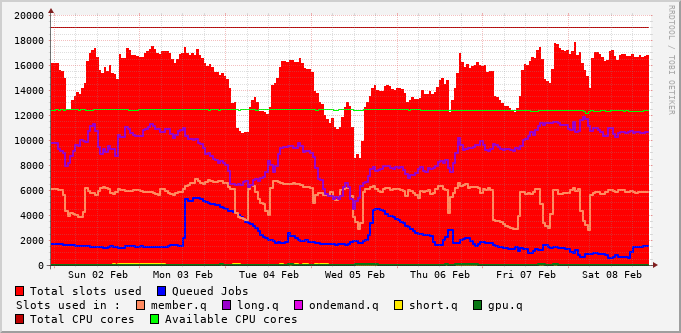 20000
18000
16000
14000
12000
10000
8000
6000
4000
2000
0
RRDTOOL / TOBI OETIKER
Sun 02 Feb Mon 03 Feb Tue 04 Feb Wed 05 Feb Thu 06 Feb Fri 07 Feb Sat 08 Feb
Total slots used Queued Jobs
Slots used in : member.q long.q ondemand.q short.q gpu.q
Total CPU cores Available CPU cores